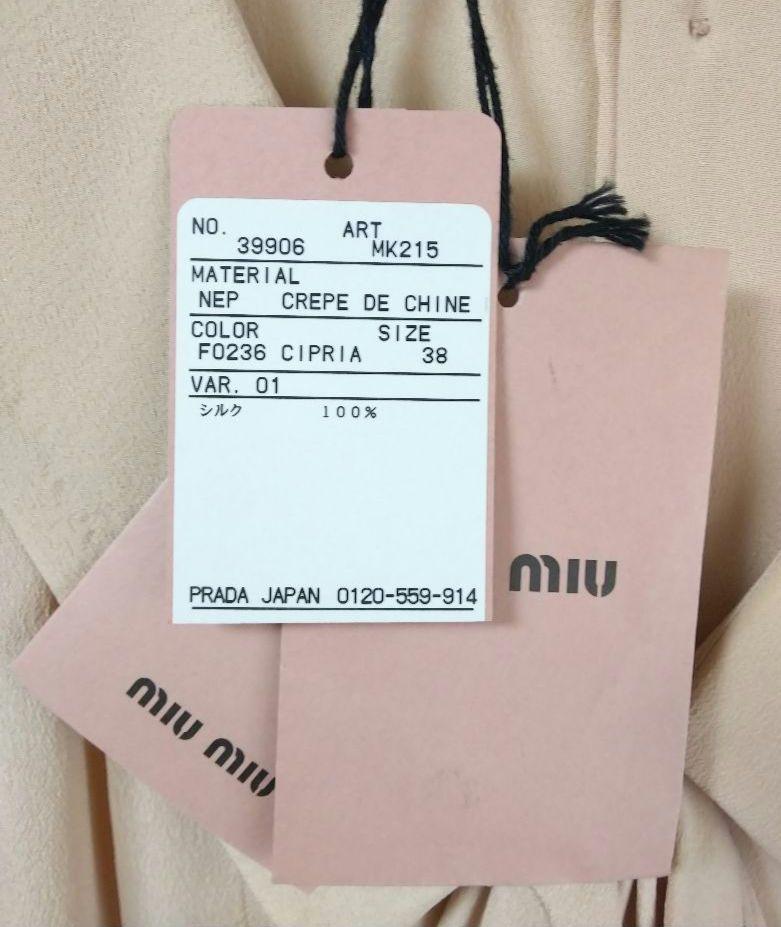 NO. ART
39906 MK215
MATERIAL
NEP CREPE DE CHINE
COLOR SIZE
F0236 CIPRIA 38
VAR. 01
シルク 100%
PRADA JAPAN 0120-559-914
MIU
MIU MIU